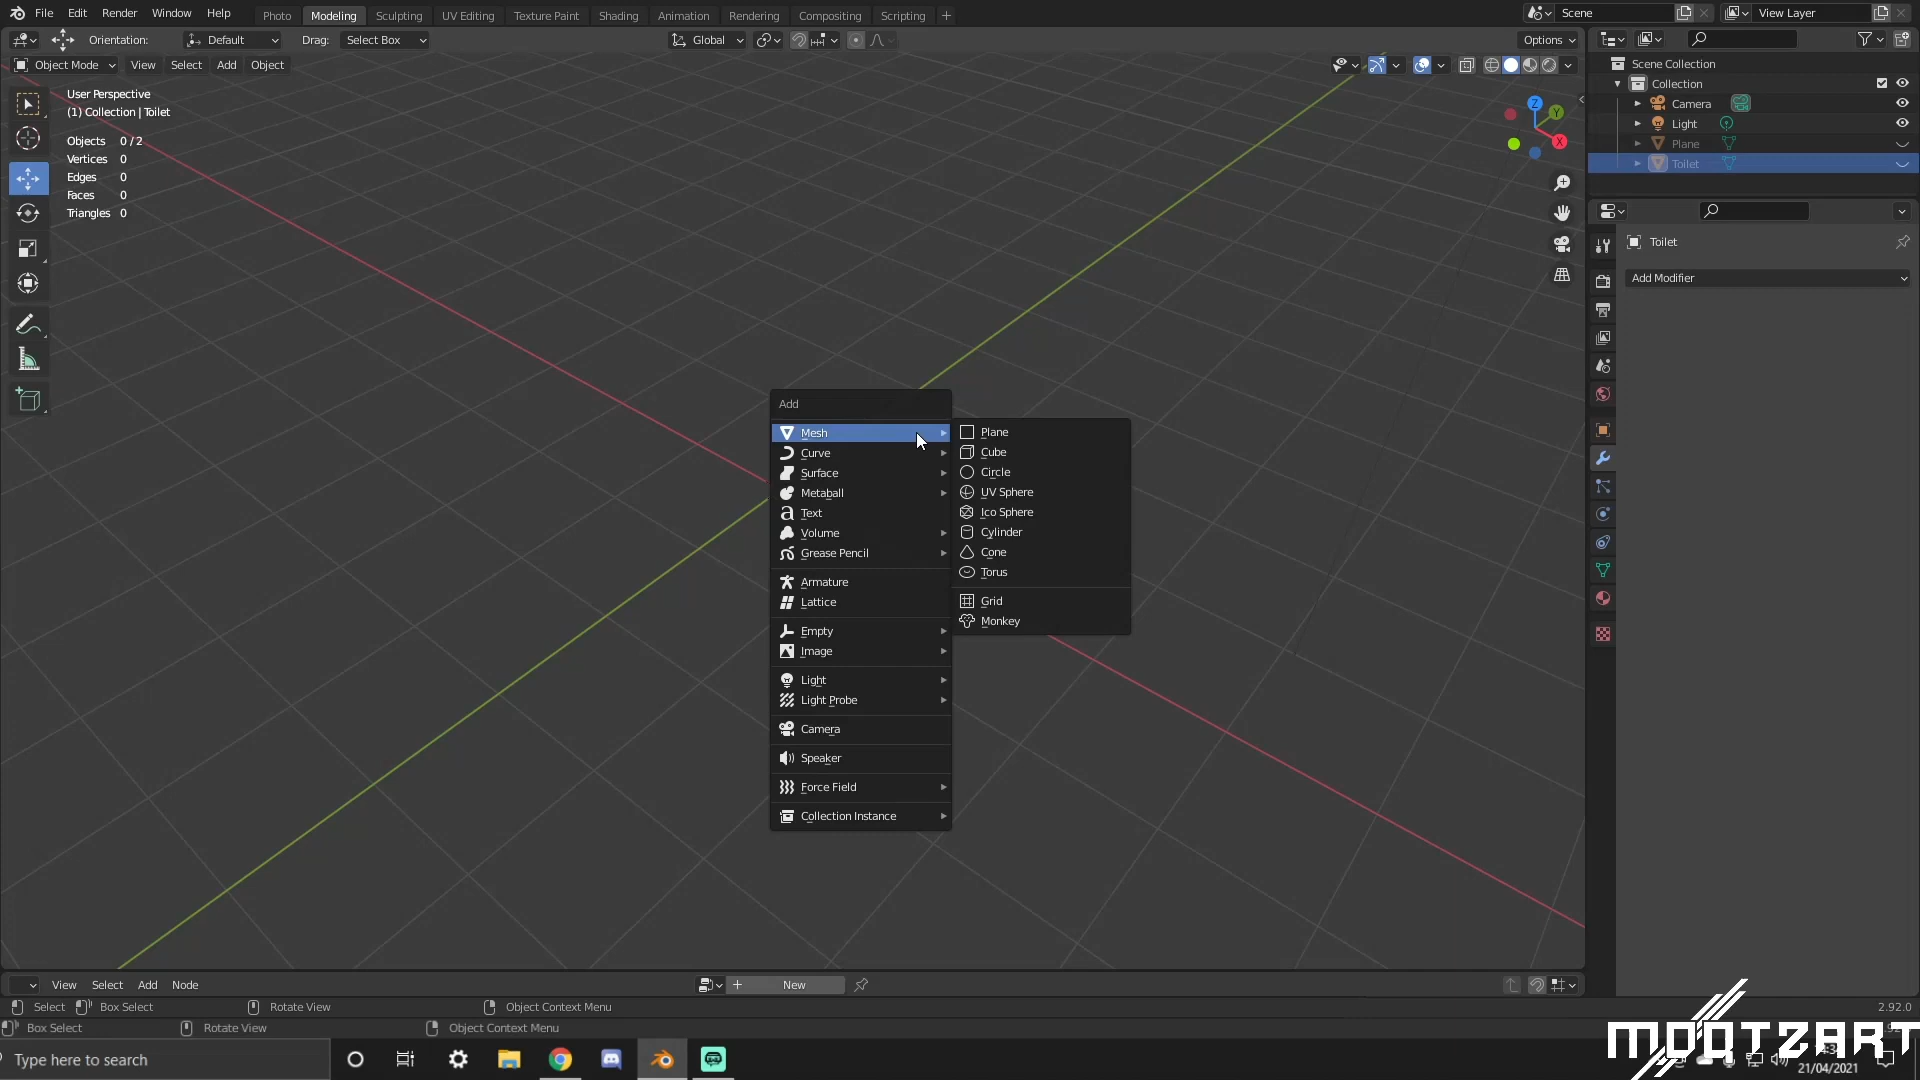 File Edit Render Window Help
Photo Modeling Sculpting UV Editing Texture Paint Shading Animation Rendering Compositing Scripting +
Scene
View Layer
Orientation: Default Drag: Select Box
Global
Options
Object Mode View Select Add Object
User Perspective
(1) Collection | Toilet
Objects 0 / 2
Vertices 0
Edges 0
Faces 0
Triangles 0
Z
Y
X
Scene Collection
Collection
Camera
Light
Plane
Toilet
Toilet
Add Modifier
Add
Mesh
Curve
Surface
Metaball
Text
Volume
Grease Pencil
Armature
Lattice
Empty
Image
Light
Light Probe
Camera
Speaker
Force Field
Collection Instance
Plane
Cube
Circle
UV Sphere
Ico Sphere
Cylinder
Cone
Torus
Grid
Monkey
View Select Add Node
New
Select Box Select Rotate View Object Context Menu
2.92.0
Box Select Rotate View Object Context Menu
MOOTZART
Type here to search
21/04/2021